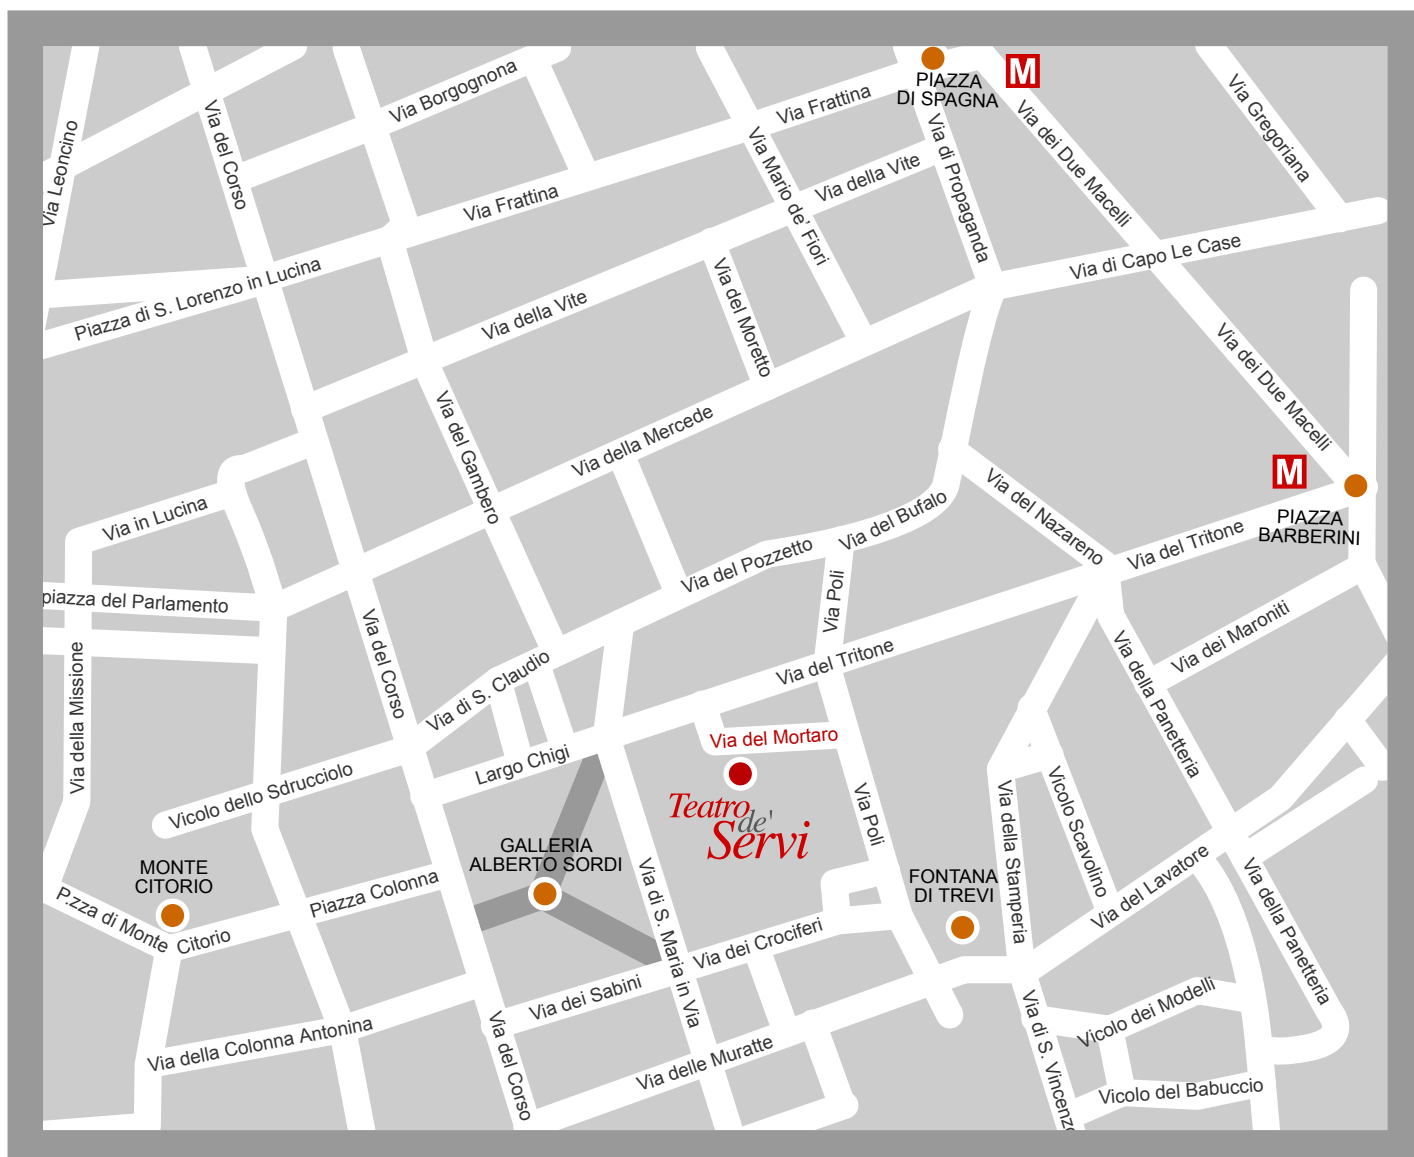 PIAZZA
DI SPAGNA
M
Via Borgognona
Via Frattina
Via Gregoriana
Via Leoncino
Via del Corso
Via Mario de' Fiori
Via di Propaganda
Via dei Due Macelli
Via della Vite
Via Frattina
Via di Capo Le Case
Piazza di S. Lorenzo in Lucina
Via della Vite
Via del Moretto
Via dei Due Macelli
Via del Gambero
Via della Mercede
M
PIAZZA
BARBERINI
Via in Lucina
Via del Bufalo
Via del Nazareno
Via del Tritone
Via del Pozzetto
piazza del Parlamento
Via Poli
Via dei Maroniti
Via della Missione
Via del Corso
Via di S. Claudio
Via del Tritone
Via della Panetteria
Via del Mortaro
Largo Chigi
Vicolo dello Sdrucciolo
Teatro
de'
Servi
Via Poli
Via della Stamperia
Vicolo Scavolino
GALLERIA
ALBERTO SORDI
MONTE
CITORIO
FONTANA
DI TREVI
Via del Lavatore
Via della Panetteria
Piazza Colonna
P.zza di Monte Citorio
Via di S. Maria in Via
Via dei Crociferi
Via dei Sabini
Via della Colonna Antonina
Via del Corso
Via delle Muratte
Via di S. Vincenzo
Vicolo dei Modelli
Vicolo del Babuccio